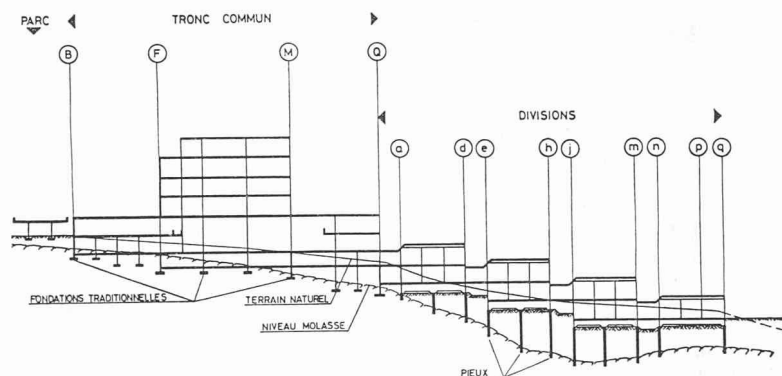 PARC
TRONC COMMUN
B
F
M
Q
DIVISIONS
a
d
e
h
j
m
n
p
q
FONDATIONS TRADITIONNELLES
TERRAIN NATUREL
NIVEAU MOLASSE
PIEUX